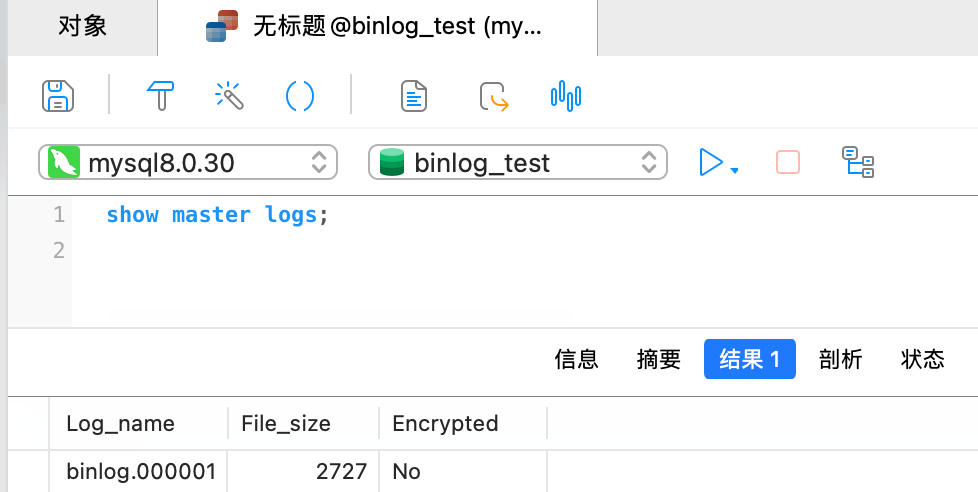 对象
无标题 @binlog_test (my...
mysql8.0.30
binlog_test
1 show master logs;
2
信息 摘要 结果 1 剖析 状态
Log_name File_size Encrypted
binlog.000001 2727 No